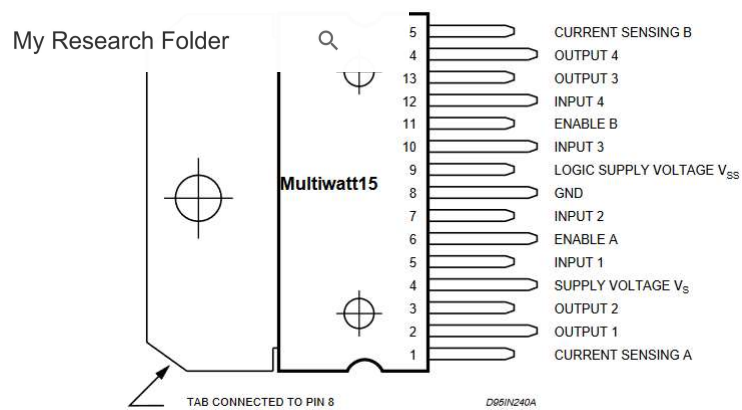 My Research Folder
5 CURRENT SENSING B
4 OUTPUT 4
13 OUTPUT 3
12 INPUT 4
11 ENABLE B
10 INPUT 3
Multiwatt15
9 LOGIC SUPPLY VOLTAGE VSS
8 GND
7 INPUT 2
6 ENABLE A
5 INPUT 1
4 SUPPLY VOLTAGE VS
3 OUTPUT 2
2 OUTPUT 1
1 CURRENT SENSING A
TAB CONNECTED TO PIN 8
D95IN240A